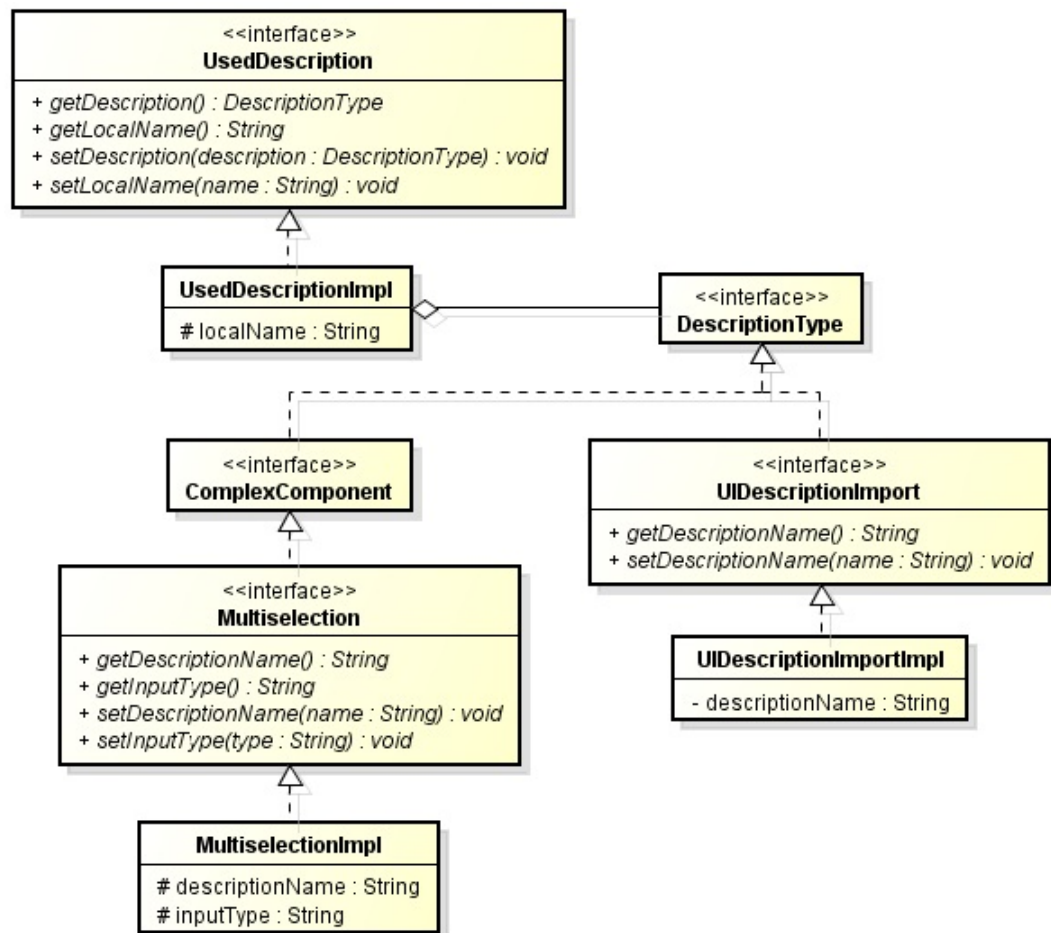 <<interface>>
UsedDescription
+ getDescription() : DescriptionType
+ getLocalName() : String
+ setDescription(description : DescriptionType) : void
+ setLocalName(name : String) : void
UsedDescriptionImpl
# localName : String
<<interface>>
DescriptionType
<<interface>>
ComplexComponent
<<interface>>
UIDescriptionImport
+ getDescriptionName() : String
+ setDescriptionName(name : String) : void
<<interface>>
Multiselection
+ getDescriptionName() : String
+ getInputType() : String
+ setDescriptionName(name : String) : void
+ setInputType(type : String) : void
UIDescriptionImportImpl
- descriptionName : String
MultiselectionImpl
# descriptionName : String
# inputType : String